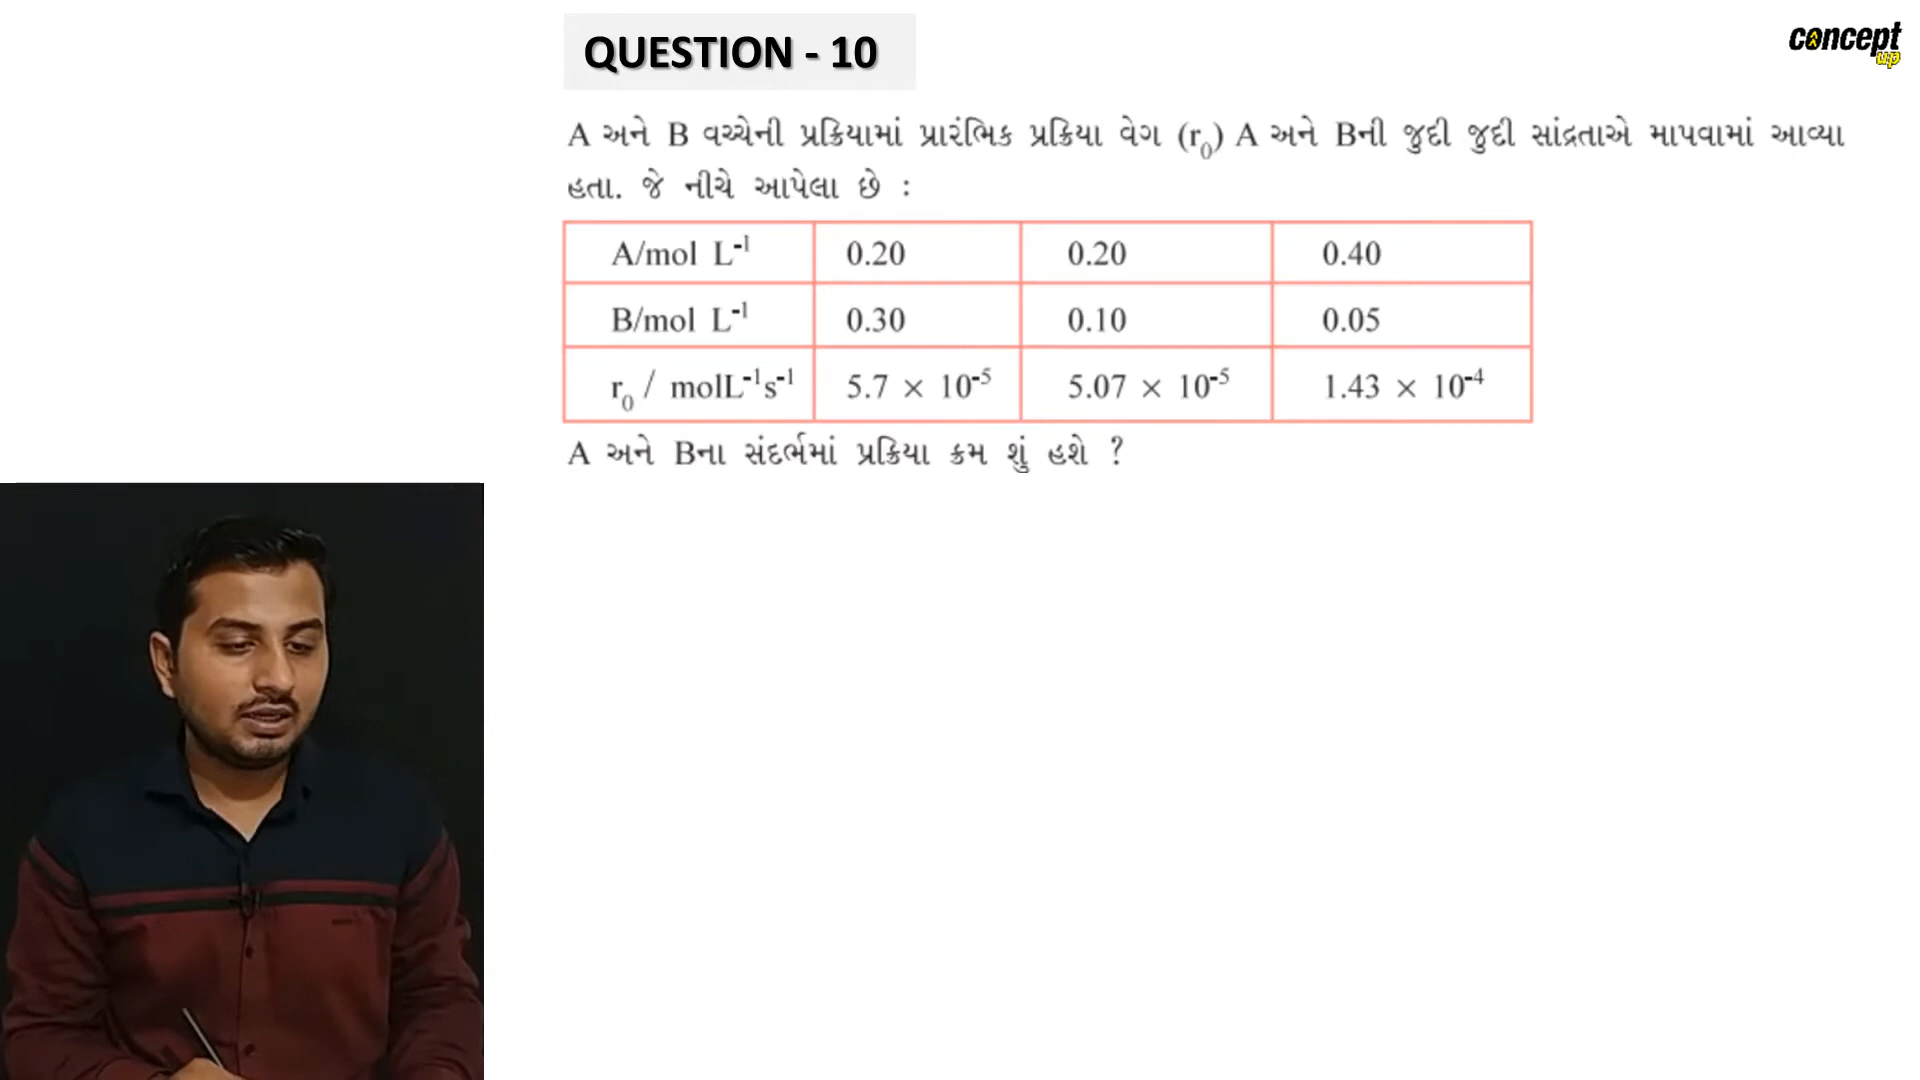 QUESTION - 10
concept
up
A અને B વચ્ચેની પ્રક્રિયામાં પ્રારંભિક પ્રક્રિયા વેગ (r₀) A અને Bની જુદી જુદી સાંદ્રતાએ માપવામાં આવ્યા
હતા. જે નીચે આપેલા છે :
A/mol L⁻¹ 0.20 0.20 0.40
B/mol L⁻¹ 0.30 0.10 0.05
r₀ / molL⁻¹s⁻¹ 5.7 × 10⁻⁵ 5.07 × 10⁻⁵ 1.43 × 10⁻⁴
A અને Bના સંદર્ભમાં પ્રક્રિયા ક્રમ શું હશે ?